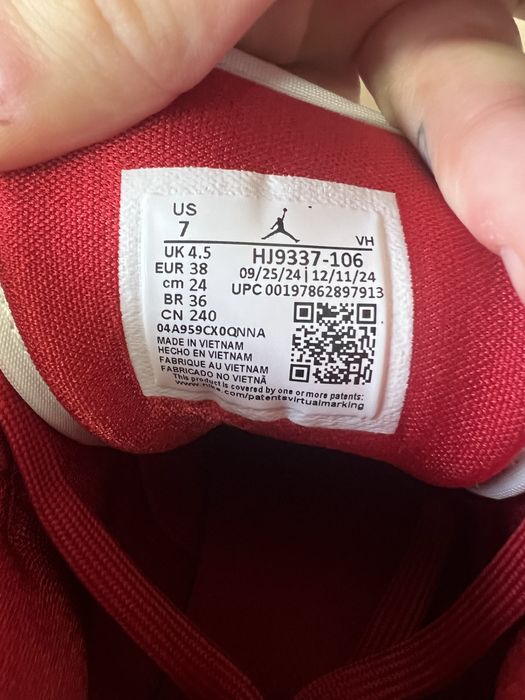 US
7
VH
UK 4.5
EUR 38
cm 24
BR 36
CN 240
HJ9337-106
09/25/24 | 12/11/24
UPC 00197862897913
04A959CX0QNNA
MADE IN VIETNAM
HECHO EN VIETNAM
FABRIQUE AU VIETNAM
FABRICADO NO VIETNÃ
This product is covered by one or more patents:
www.nike.com/patentsvirtualmarking